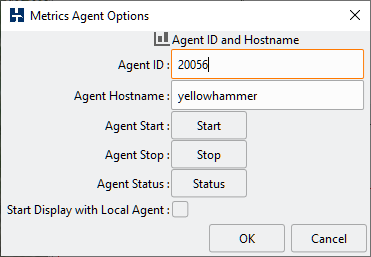 Metrics Agent Options
Agent ID and Hostname
Agent ID : 20056
Agent Hostname : yellowhammer
Agent Start : Start
Agent Stop : Stop
Agent Status : Status
Start Display with Local Agent :
OK Cancel